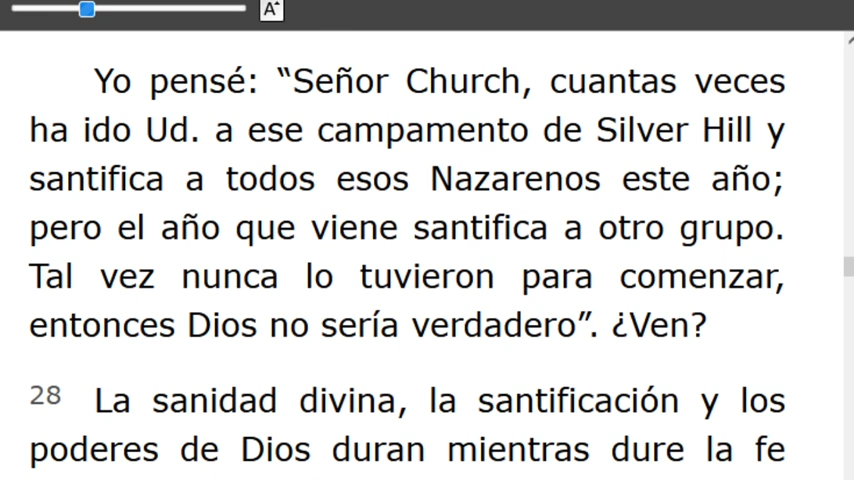 A
Yo pensé: “Señor Church, cuantas veces
ha ido Ud. a ese campamento de Silver Hill y
santifica a todos esos Nazarenos este año;
pero el año que viene santifica a otro grupo.
Tal vez nunca lo tuvieron para comenzar,
entonces Dios no sería verdadero”. ¿Ven?
28 La sanidad divina, la santificación y los
poderes de Dios duran mientras dure la fe